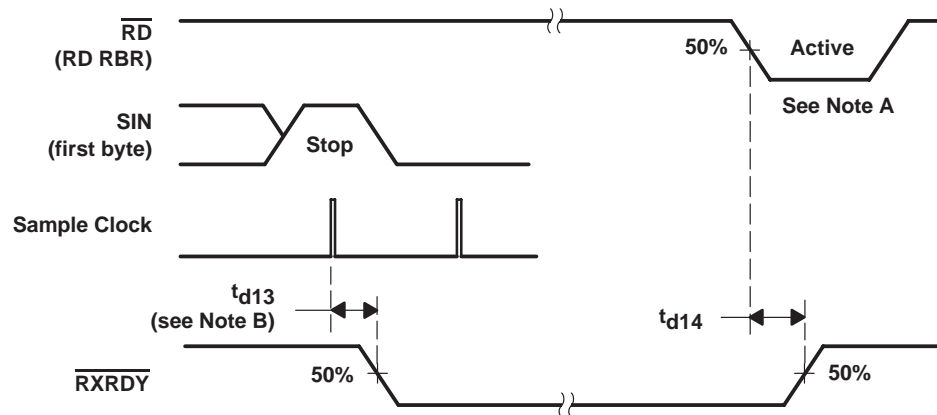 RD
(RD RBR)
50%
Active
See Note A
SIN
(first byte)
Stop
Sample Clock
td13
(see Note B)
td14
RXRDY
50%
50%